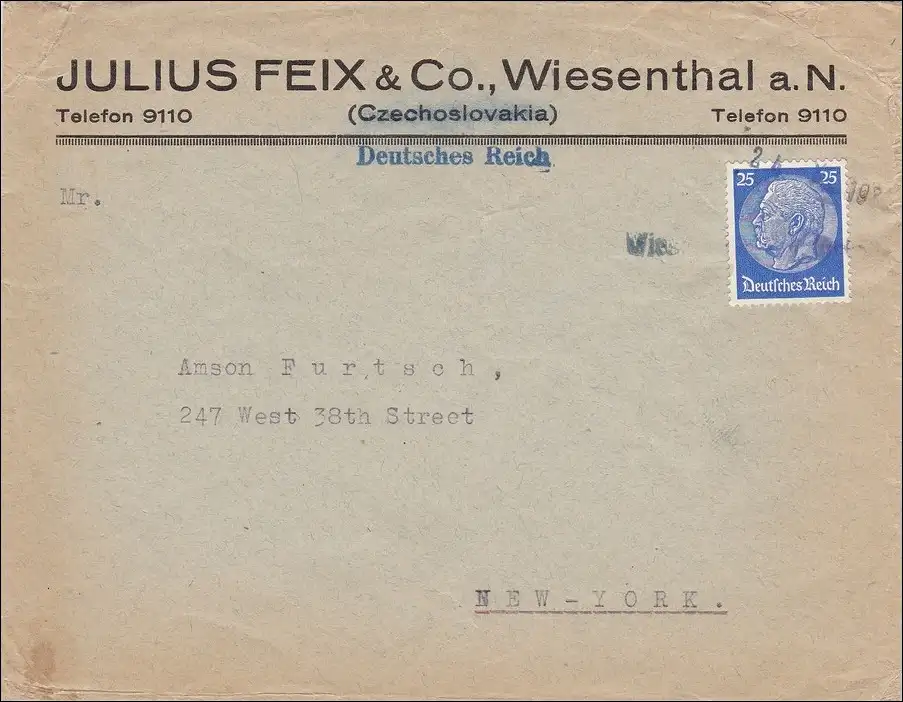 JULIUS FEIX & Co., Wiesenthal a. N.
Telefon 9110 (Czechoslovakia) Telefon 9110
Deutsches Reich
Mr.
25 25
Deutsches Reich
Amson Furtsch,
247 West 38th Street
NEW-YORK.